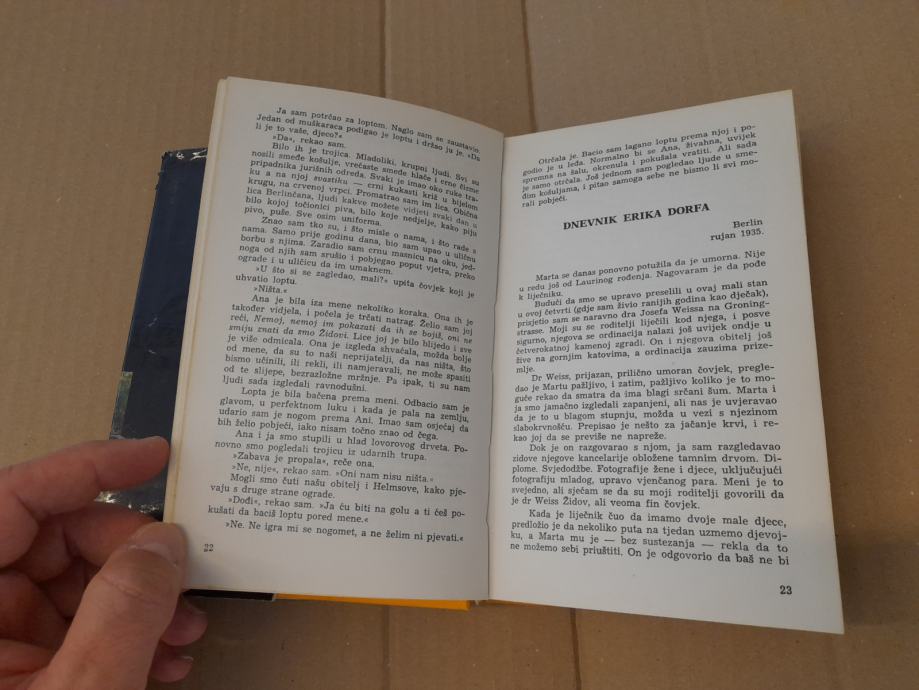 Ja sam potrčao za loptom. Naglo sam se zaustavio.
Jedan od muškaraca podigao je loptu i držao ju je. »Da
li je to vaše, djeco?«
»Da«, rekao sam.
Bilo ih je trojica. Mladoliki, krupni ljudi. Svi su
nosili smeđe košulje, vrećaste smeđe hlače i crne čizme
pripadnika jurišnih odreda. Svaki je imao oko ruke tra-
ku a na njoj svastiku — crni kukasti križ u bijelom
krugu, na crvenoj vrpci. Promatrao sam im lica. Obična
lica Berlinčana, ljudi kakve možete vidjeti svaki dan u
bilo kojoj točionici piva, bilo koje nedjelje, kako piju
pivo, puše. Sve osim uniforma.
Znao sam tko su, i što misle o nama, i što rade s
nama. Samo prije godinu dana, bio sam upao u uličnu
borbu s njima. Zaradio sam crnu masnicu na oku, jed-
noga od njih sam srušio i pobjegao poput vjetra, preko
ograde i u uličicu da im umaknem.
»U što si se zagledao, mali?« upita čovjek koji je
uhvatio loptu.
»Ništa.«
Ana je bila iza mene nekoliko koraka. Ona ih je
također vidjela, i počela je trčati natrag. Želio sam joj
reći, Nemoj, nemoj im pokazati da ih se bojiš, oni ne
smiju znati da smo Židovi. Lice joj je bilo blijedo i sve
je više odmicala. Ona je izgleda shvaćala, možda bolje
od mene, da su to naši neprijatelji, da nas ništa, što
bismo učinili, ili rekli, ili namjeravali, ne može spasiti
od te slijepe, bezrazložne mržnje. Pa ipak, ti su nam
ljudi sada izgledali ravnodušni.
Lopta je bila bačena prema meni. Odbacio sam je
glavom, u perfektnom luku i kada je pala na zemlju,
udario sam je nogom prema Ani. Imao sam osjećaj da
bih želio pobjeći, iako nisam točno znao od čega.
Ana i ja smo stupili u hlad lovorovog drveta. Po-
novno smo pogledali trojicu iz udarnih trupa.
»Zabava je propala«, reče ona.
»Ne, nije«, rekao sam. »Oni nam nisu ništa.«
Mogli smo čuti našu obitelj i Helmsove, kako pje-
vaju s druge strane ograde.
»Dođi«, rekao sam. »Ja ću biti na golu a ti ćeš po-
kušati da baciš loptu pored mene.«
»Ne. Ne igra mi se nogomet, a ne želim ni pjevati.«
22
Otrčala je. Bacio sam lagano loptu prema njoj i po-
godio je u leđa. Normalno bi se Ana, živahna, uvijek
spremna na šalu, okrenula i pokušala vratiti. Ali sada
je samo otrčala. Još jednom sam pogledao ljude u sme-
đim košuljama, i pitao samoga sebe ne bismo li svi mo-
rali pobjeći.
DNEVNIK ERIKA DORFA
Berlin
rujan 1935.
Marta se danas ponovno potužila da je umorna. Nije
u redu još od Laurinog rođenja. Nagovaram je da pođe
k liječniku.
Budući da smo se upravo preselili u ovaj mali stan
u ovoj četvrti (gdje sam živio ranijih godina kao dječak),
prisjetio sam se naravno dra Josefa Weissa na Groning-
strasse. Moji su se roditelji liječili kod njega, i posve
sigurno, njegova se ordinacija nalazi još uvijek ondje u
četverokatnoj kamenoj zgradi. On i njegova obitelj još
žive na gornjim katovima, a ordinacija zauzima prize-
mlje.
Dr Weiss, prijazan, prilično umoran čovjek, pregle-
dao je Martu pažljivo, i zatim, pažljivo koliko je to mo-
guće rekao da smatra da ima blagi srčani šum. Marta i
ja smo jamačno izgledali zapanjeni, ali nas je uvjeravao
da je to u blagom stupnju, možda u vezi s njezinom
slabokrvnošću. Prepisao je nešto za jačanje krvi, i re-
kao joj da se previše ne napreže.
Dok je on razgovarao s njom, ja sam razgledavao
zidove njegove kancelarije obložene tamnim drvom. Di-
plome. Svjedodžbe. Fotografije žene i djece, uključujući
fotografiju mladog, upravo vjenčanog para. Meni je to
svejedno, ali sjećam se da su moji roditelji govorili da
je dr Weiss Židov, ali veoma fin čovjek.
Kada je liječnik čuo da imamo dvoje male djece,
predložio je da nekoliko puta na tjedan uzmemo djevoj-
ku, a Marta mu je — bez sustezanja — rekla da to
ne možemo sebi priuštiti. On je odgovorio da baš ne bi
23